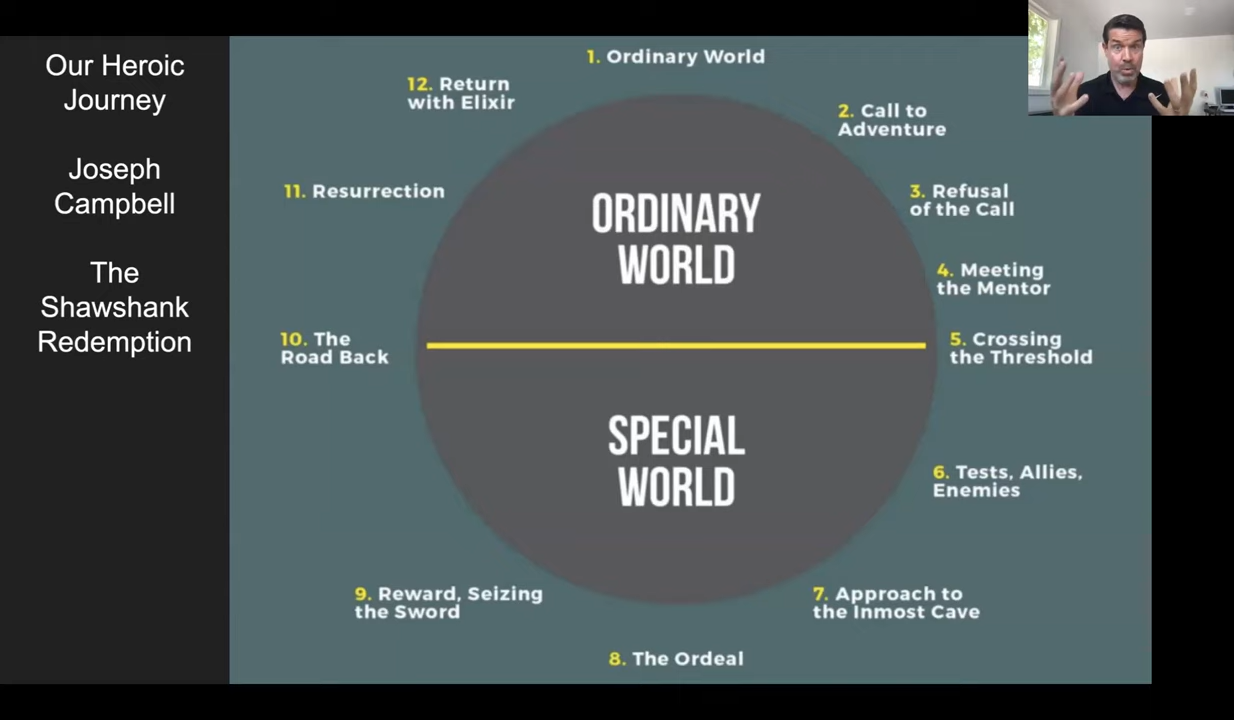 Our Heroic
Journey
Joseph
Campbell
The
Shawshank
Redemption
1. Ordinary World
2. Call to
Adventure
3. Refusal
of the Call
4. Meeting
the Mentor
5. Crossing
the Threshold
6. Tests, Allies,
Enemies
7. Approach to
the Inmost Cave
8. The Ordeal
9. Reward, Seizing
the Sword
10. The
Road Back
11. Resurrection
12. Return
with Elixir
ORDINARY
WORLD
SPECIAL
WORLD